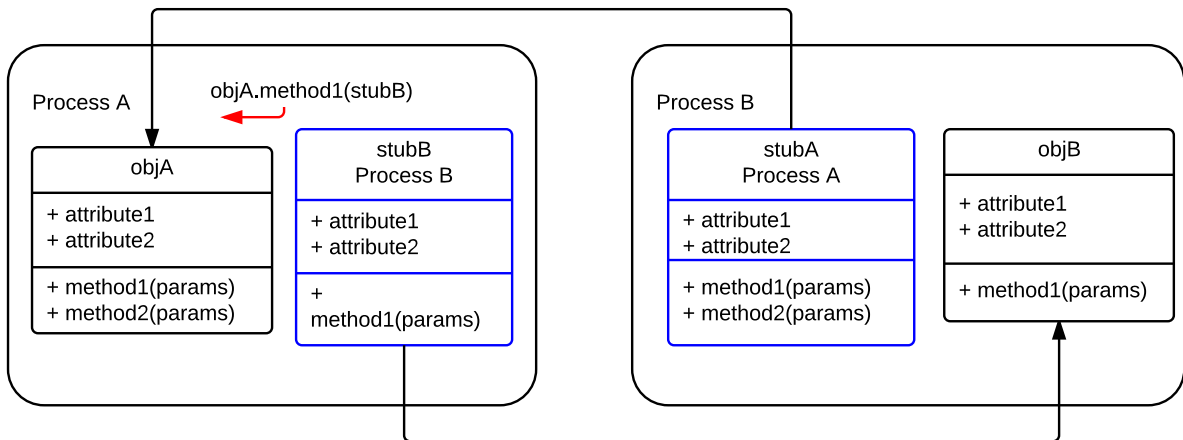 Process A
objA.method1(stubB)
objA
+ attribute1
+ attribute2
+ method1(params)
+ method2(params)
stubB
Process B
+ attribute1
+ attribute2
+
method1(params)
Process B
stubA
Process A
+ attribute1
+ attribute2
+ method1(params)
+ method2(params)
objB
+ attribute1
+ attribute2
+ method1(params)